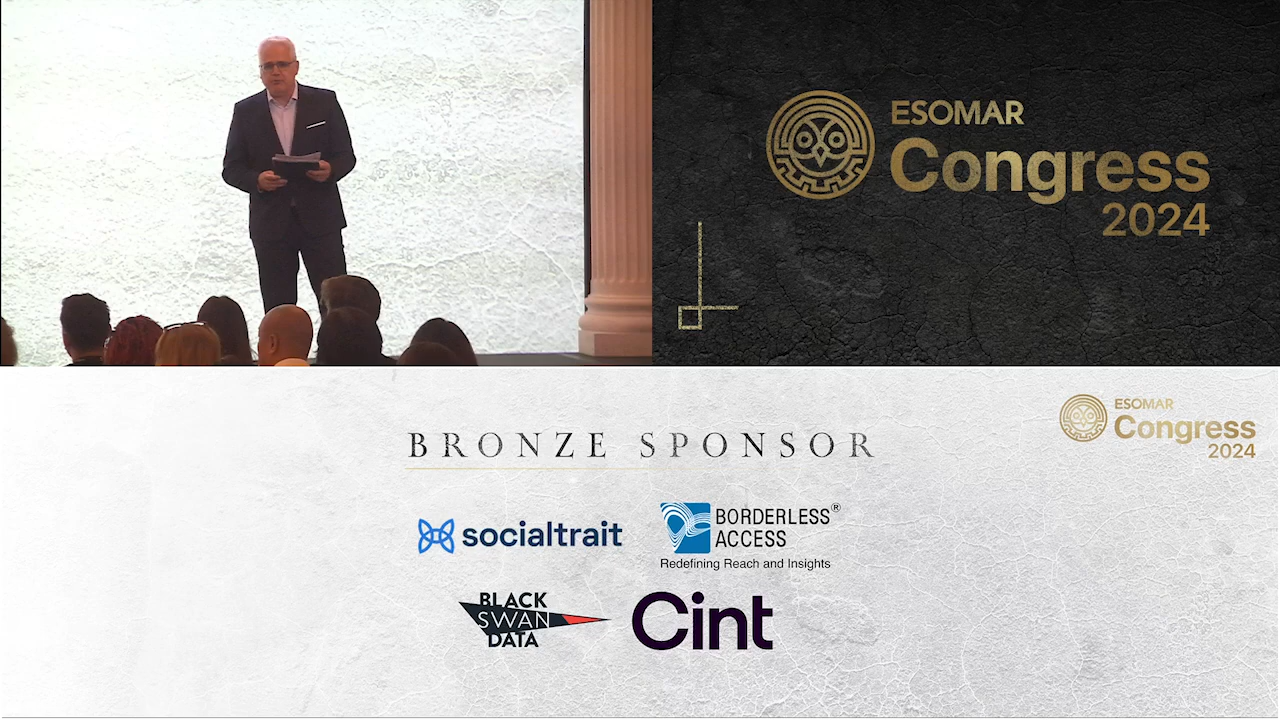 ESOMAR
Congress
2024
ESOMAR
Congress
2024
BRONZE SPONSOR
socialtrait
BORDERLESS®
ACCESS
Redefining Reach and Insights
BLACK
SWAN
DATA
Cint